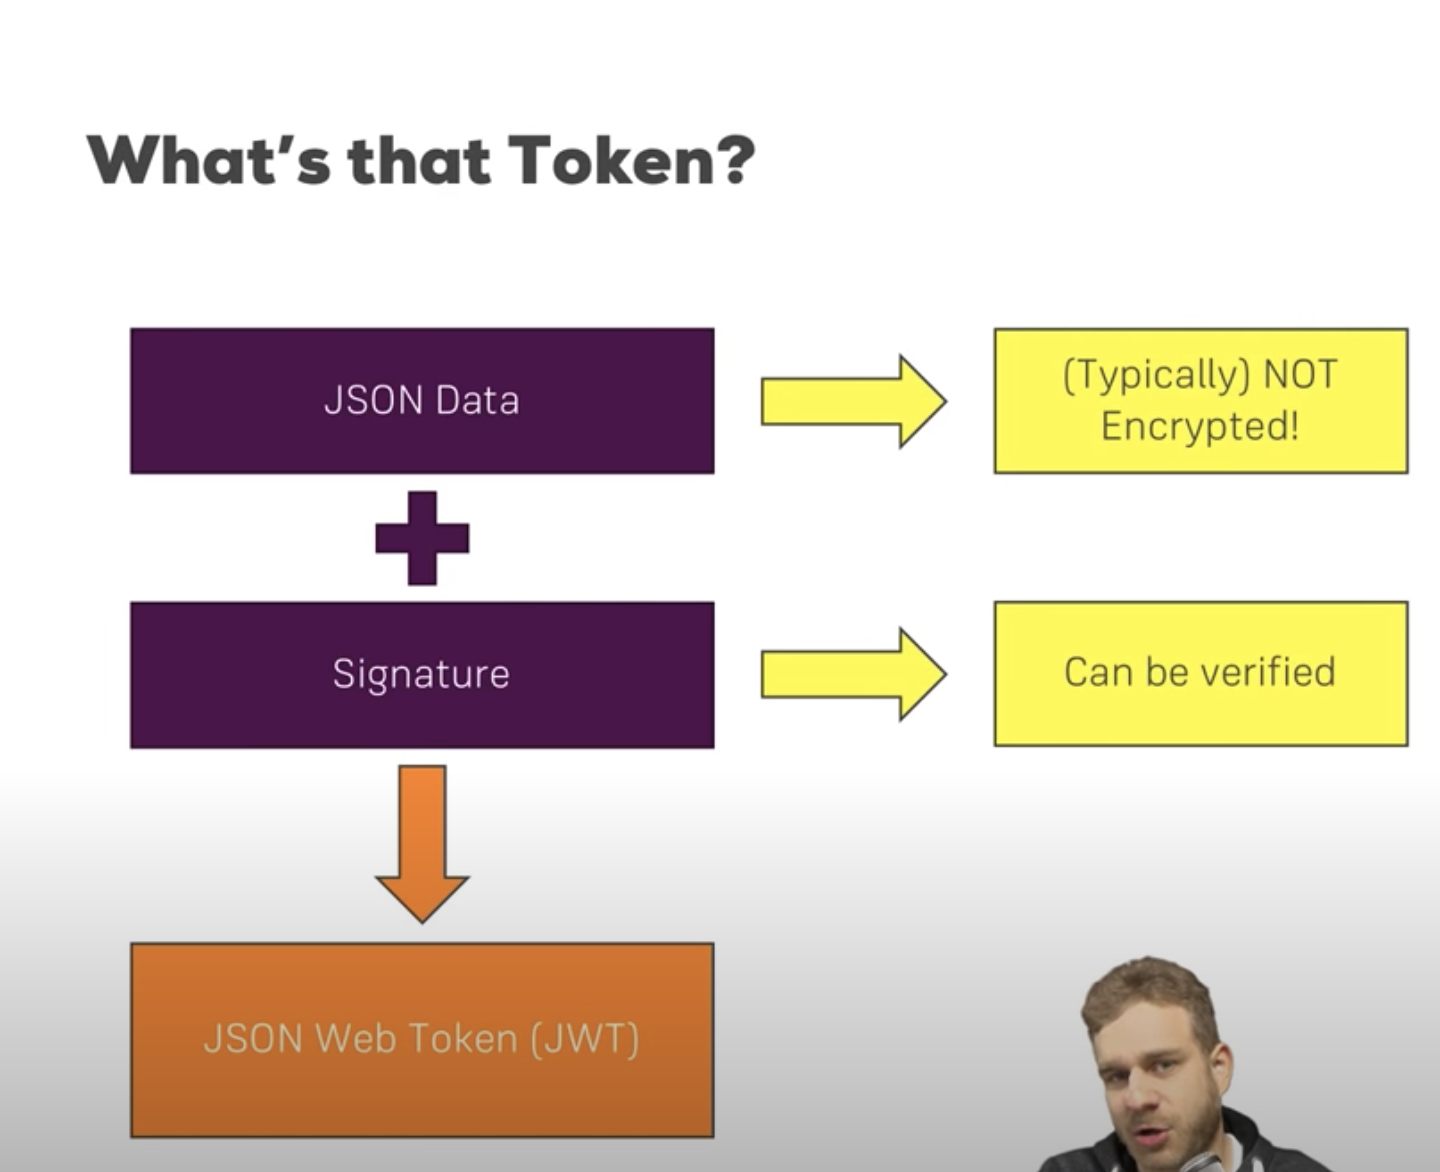 What's that Token?
JSON Data
(Typically) NOT
Encrypted!
Signature
Can be verified
JSON Web Token (JWT)